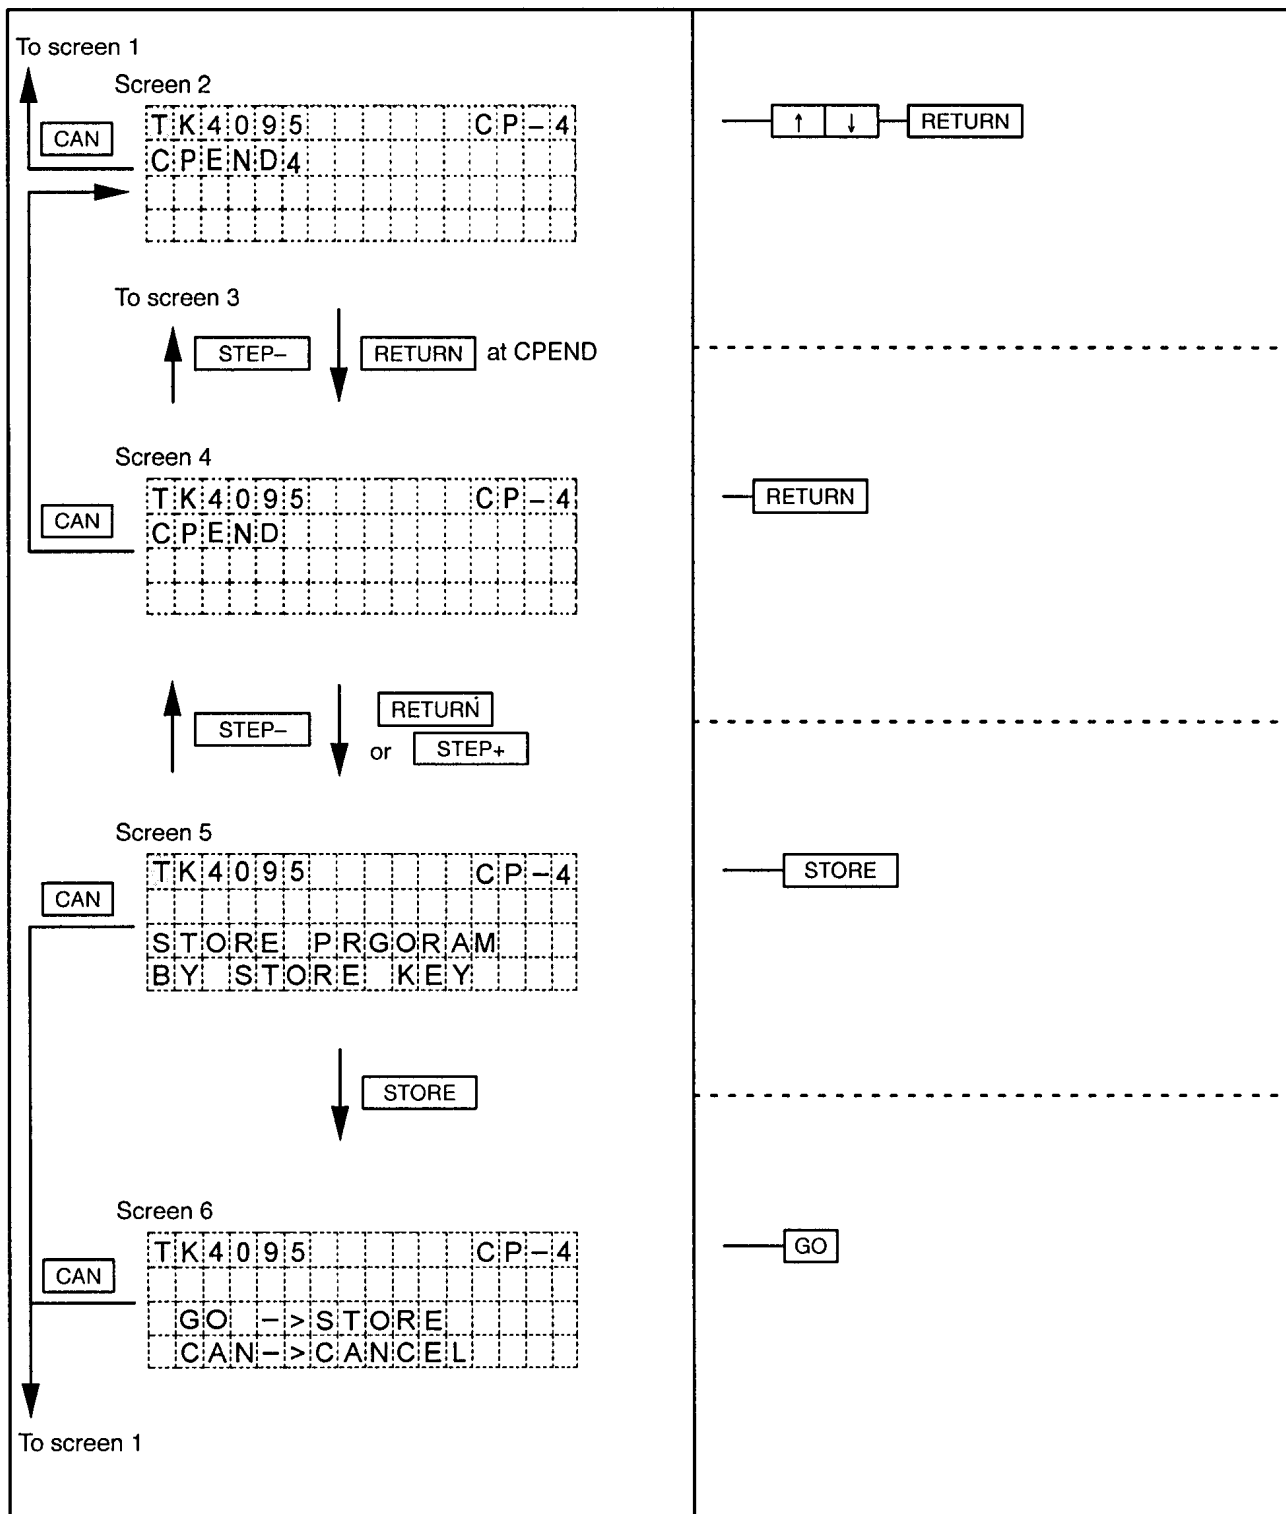 To screen 1
Screen 2
CAN
TK4095 CP–4
CPEND4
↑ ↓ RETURN
To screen 3
STEP– RETURN at CPEND
Screen 4
CAN
TK4095 CP–4
CPEND
RETURN
STEP– RETURN
or STEP+
Screen 5
CAN
TK4095 CP–4
STORE PRGORAM
BY STORE KEY
STORE
STORE
Screen 6
CAN
TK4095 CP–4
GO –>STORE
CAN–>CANCEL
GO
To screen 1